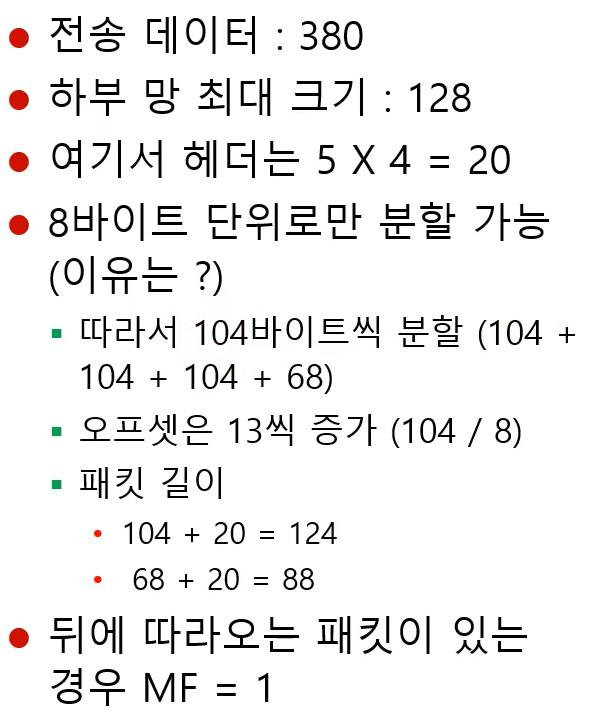 ● 전송 데이터 : 380
● 하부 망 최대 크기 : 128
● 여기서 헤더는 5 X 4 = 20
● 8바이트 단위로만 분할 가능
(이유는 ?)
▪ 따라서 104바이트씩 분할 (104 +
104 + 104 + 68)
▪ 오프셋은 13씩 증가 (104 / 8)
▪ 패킷 길이
• 104 + 20 = 124
• 68 + 20 = 88
● 뒤에 따라오는 패킷이 있는
경우 MF = 1